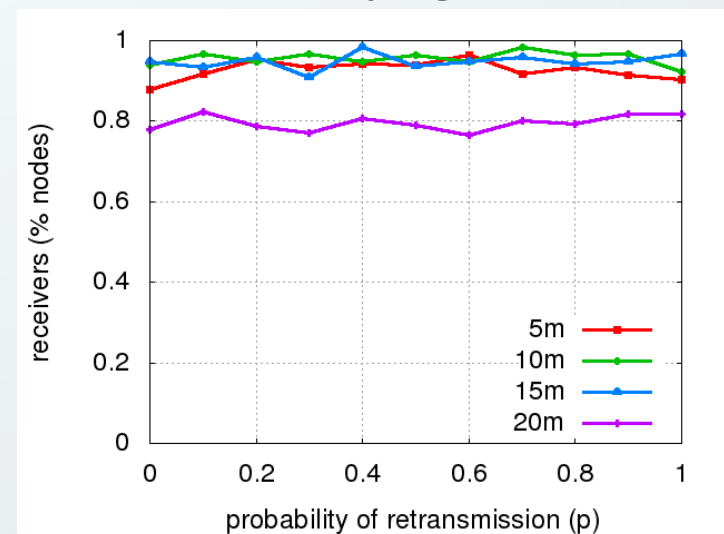 1
0.8
0.6
0.4
0.2
0
receivers (% nodes)
5m
10m
15m
20m
0 0.2 0.4 0.6 0.8 1
probability of retransmission (p)